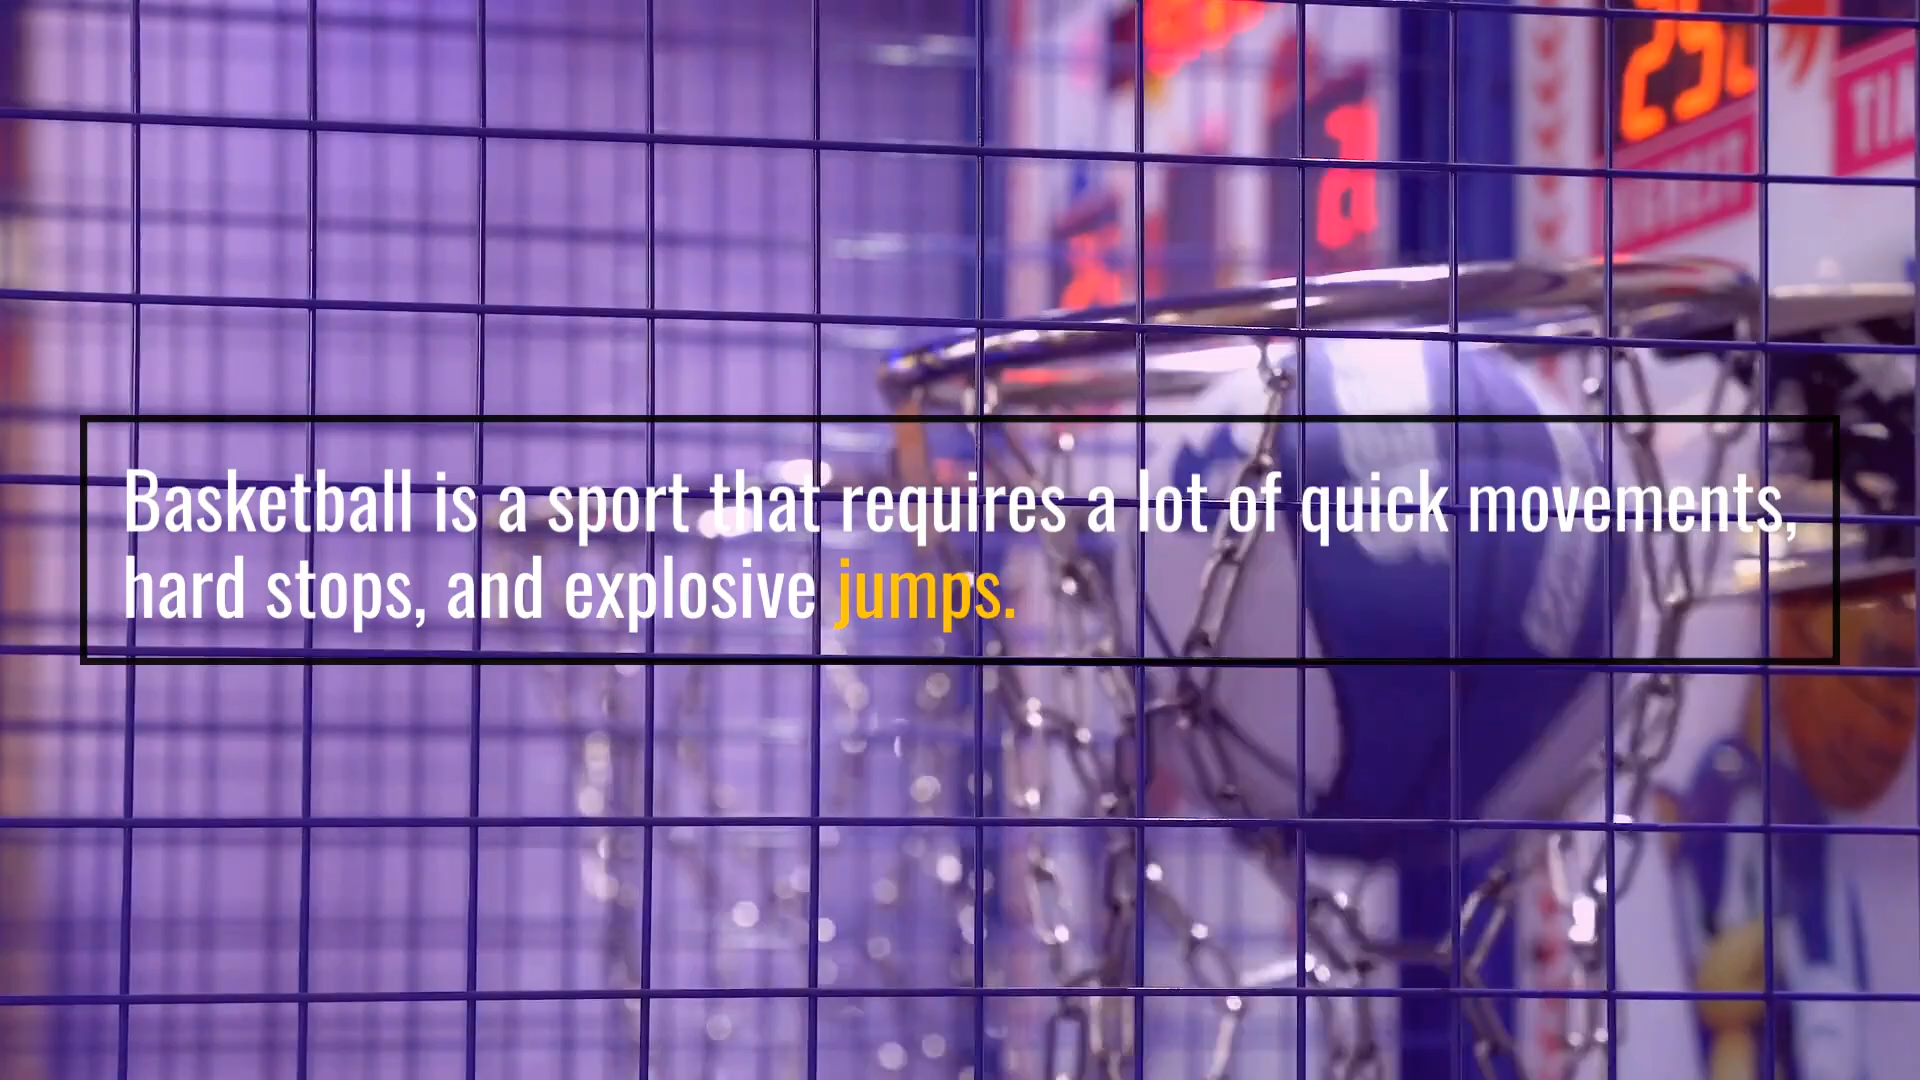 Basketball is a sport that requires a lot of quick movements,
hard stops, and explosive jumps.